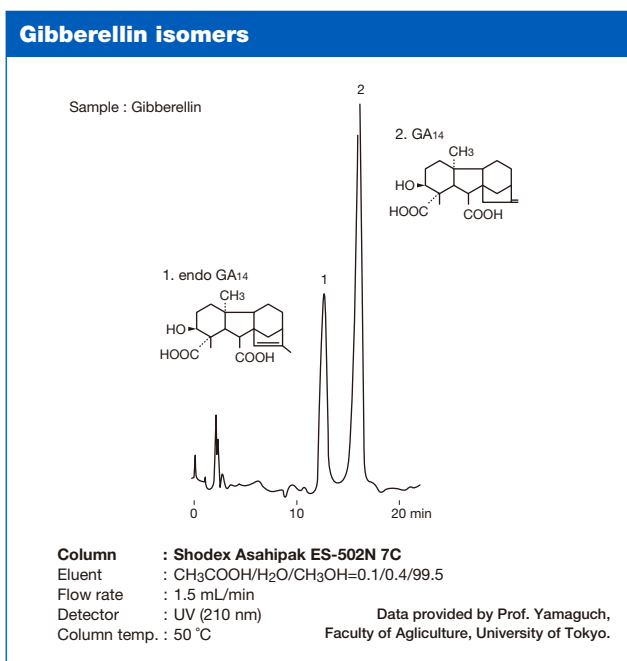 Gibberellin isomers
Sample : Gibberellin
2
2. GA14
CH3
HO
HOOC
COOH
1. endo GA14
1
CH3
HO
HOOC
COOH
0
10
20 min
Column : Shodex Asahipak ES-502N 7C
Eluent : CH3COOH/H2O/CH3OH=0.1/0.4/99.5
Flow rate : 1.5 mL/min
Detector : UV (210 nm)
Column temp. : 50 ˚C
Data provided by Prof. Yamaguch,
Faculty of Agliculture, University of Tokyo.